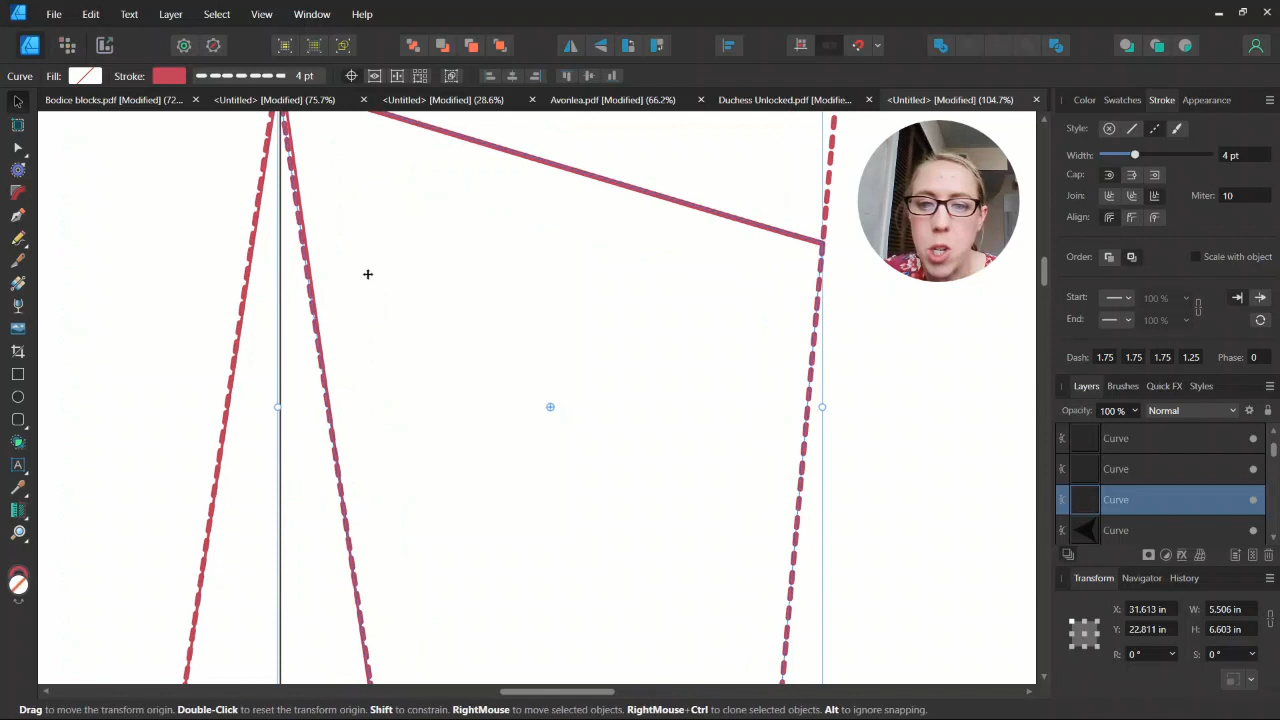 File Edit Text Layer Select View Window Help
Curve Fill: Stroke: 4 pt
Bodice blocks.pdf [Modified] (72... <Untitled> [Modified] (75.7%) <Untitled> [Modified] (28.6%) Avonlea.pdf [Modified] (66.2%) Duchess Unlocked.pdf [Modifie... <Untitled> [Modified] (104.7%)
Color Swatches Stroke Appearance
Style:
Width: 4 pt
Cap:
Join: Miter: 10
Align:
Order: Scale with object
Start: 100 %
End: 100 %
Dash: 1.75 1.75 1.75 1.25 Phase: 0
Layers Brushes Quick FX Styles
Opacity: 100 % Normal
Curve
Curve
Curve
Curve
Transform Navigator History
X: 31.613 in W: 5.506 in
Y: 22.811 in H: 6.603 in
R: 0° S: 0°
Drag to move the transform origin. Double-Click to reset the transform origin. Shift to constrain. RightMouse to move selected objects. RightMouse+Ctrl to clone selected objects. Alt to ignore snapping.